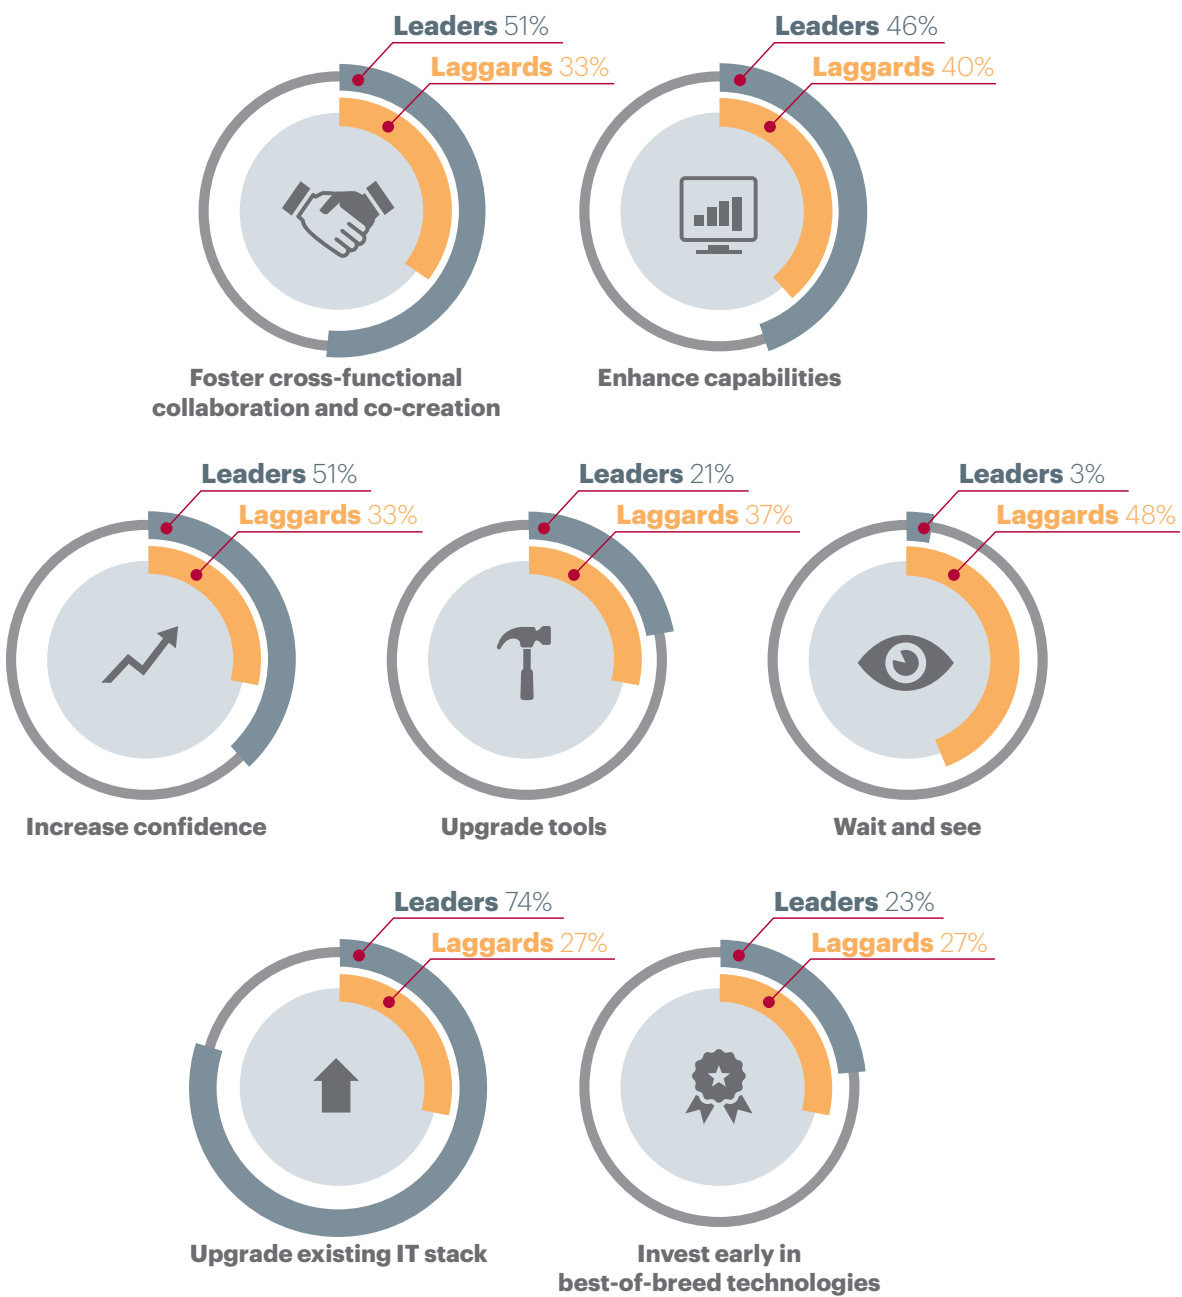 Leaders 51%
Laggards 33%
Foster cross-functional
collaboration and co-creation
Leaders 46%
Laggards 40%
Enhance capabilities
Leaders 51%
Laggards 33%
Increase confidence
Leaders 21%
Laggards 37%
Upgrade tools
Leaders 3%
Laggards 48%
Wait and see
Leaders 74%
Laggards 27%
Upgrade existing IT stack
Leaders 23%
Laggards 27%
Invest early in
best-of-breed technologies